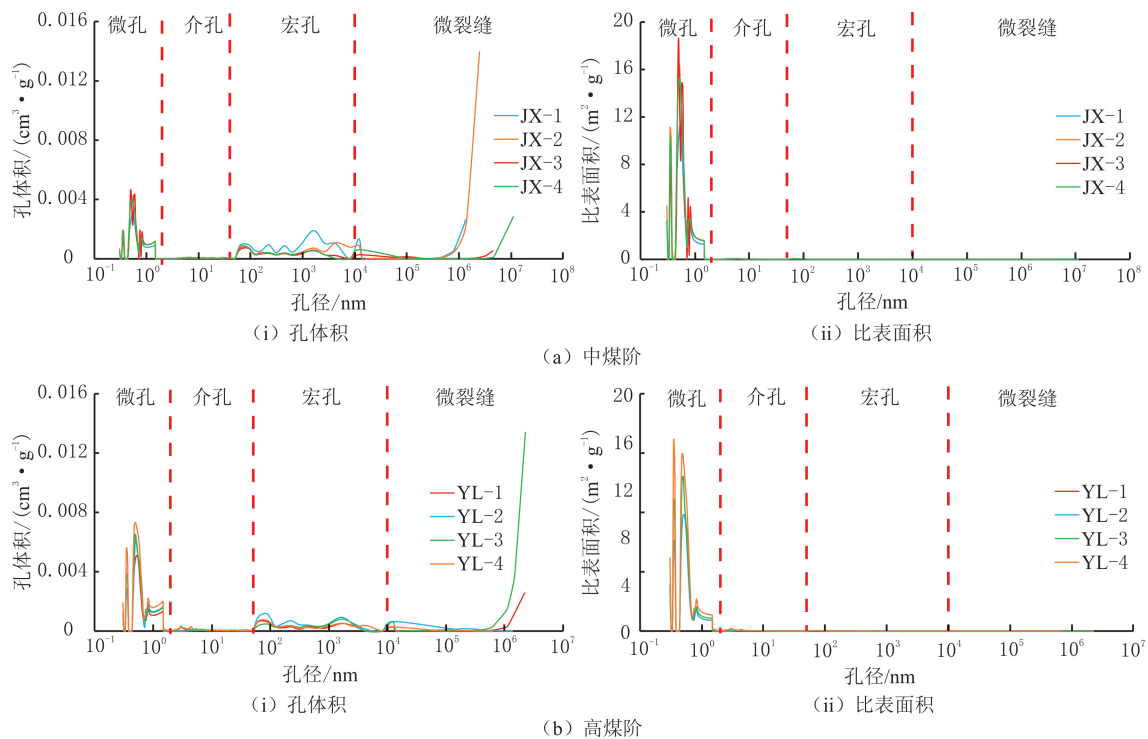 0.016
0.012
0.008
0.004
0
孔体积/(cm³·g⁻¹)
微孔 介孔 宏孔 微裂缝
JX-1
JX-2
JX-3
JX-4
10⁻¹ 10⁰ 10¹ 10² 10³ 10⁴ 10⁵ 10⁶ 10⁷ 10⁸
孔径/nm
(i) 孔体积
20
16
12
8
4
0
比表面积/(m²·g⁻¹)
微孔 介孔 宏孔 微裂缝
JX-1
JX-2
JX-3
JX-4
10⁻¹ 10⁰ 10¹ 10² 10³ 10⁴ 10⁵ 10⁶ 10⁷ 10⁸
孔径/nm
(ii) 比表面积
(a) 中煤阶
0.016
0.012
0.008
0.004
0
孔体积/(cm³·g⁻¹)
微孔 介孔 宏孔 微裂缝
YL-1
YL-2
YL-3
YL-4
10⁻¹ 10⁰ 10¹ 10² 10³ 10⁴ 10⁵ 10⁶ 10⁷
孔径/nm
(i) 孔体积
20
16
12
8
4
0
比表面积/(m²·g⁻¹)
微孔 介孔 宏孔 微裂缝
YL-1
YL-2
YL-3
YL-4
10⁻¹ 10⁰ 10¹ 10² 10³ 10⁴ 10⁵ 10⁶ 10⁷
孔径/nm
(ii) 比表面积
(b) 高煤阶